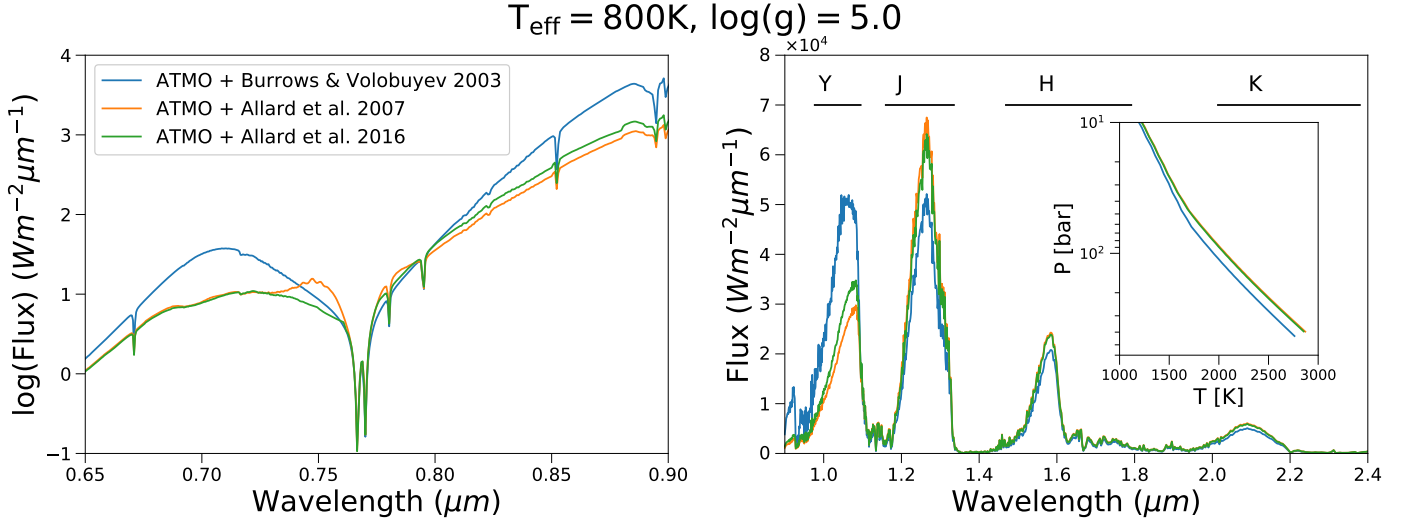 T_eff = 800K, log(g) = 5.0
ATMO + Burrows & Volobuyev 2003
ATMO + Allard et al. 2007
ATMO + Allard et al. 2016
log(Flux) (Wm⁻²μm⁻¹)
4
3
2
1
0
−1
0.65 0.70 0.75 0.80 0.85 0.90
Wavelength (μm)
×10⁴
Flux (Wm⁻²μm⁻¹)
8
7
6
5
4
3
2
1
0
Y J H K
P [bar]
10¹
10²
1000 1500 2000 2500 3000
T [K]
1.0 1.2 1.4 1.6 1.8 2.0 2.2 2.4
Wavelength (μm)